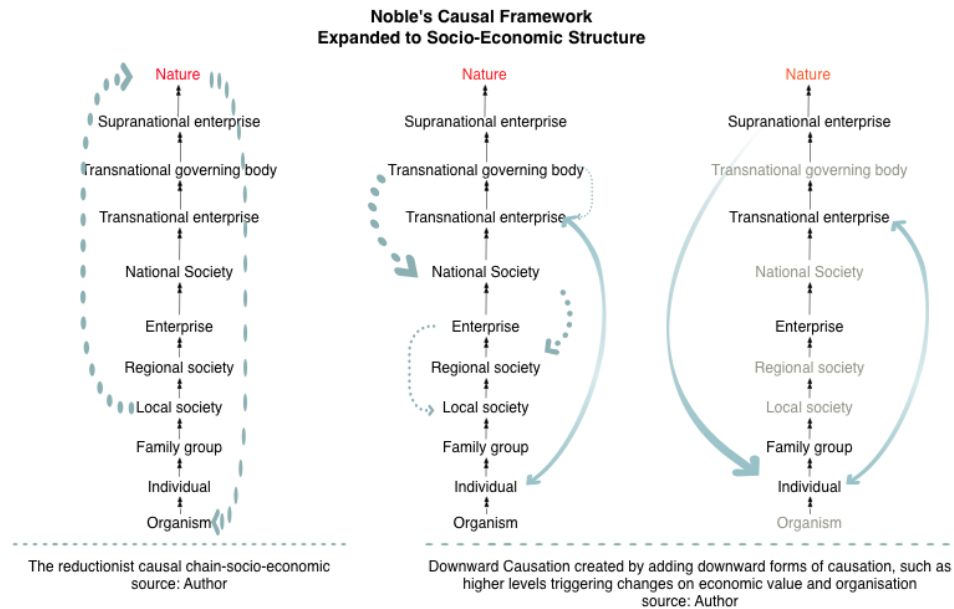 Noble's Causal Framework
Expanded to Socio-Economic Structure
Nature
Supranational enterprise
Transnational governing body
Transnational enterprise
National Society
Enterprise
Regional society
Local society
Family group
Individual
Organism
The reductionist causal chain-socio-economic
source: Author
Nature
Supranational enterprise
Transnational governing body
Transnational enterprise
National Society
Enterprise
Regional society
Local society
Family group
Individual
Organism
Nature
Supranational enterprise
Transnational governing body
Transnational enterprise
National Society
Enterprise
Regional society
Local society
Family group
Individual
Organism
Downward Causation created by adding downward forms of causation, such as
higher levels triggering changes on economic value and organisation
source: Author